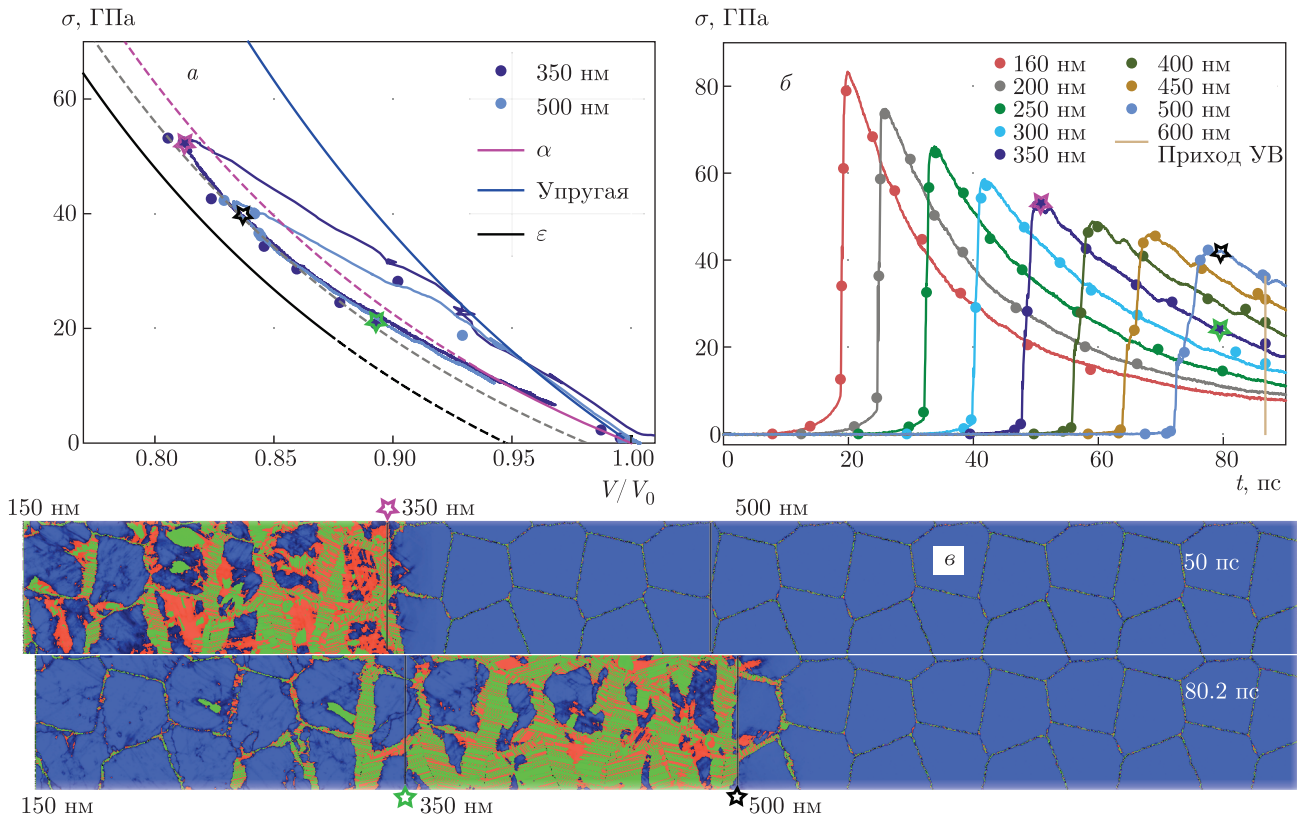 σ, ГПа
60
40
20
0
0.80
0.85
0.90
0.95
1.00
V/V₀
а
350 нм
500 нм
α
Упругая
ε
σ, ГПа
80
60
40
20
0
0
20
40
60
80
t, пс
б
160 нм
200 нм
250 нм
300 нм
350 нм
400 нм
450 нм
500 нм
600 нм
Приход УВ
150 нм
350 нм
500 нм
в
50 пс
80.2 пс
150 нм
350 нм
500 нм